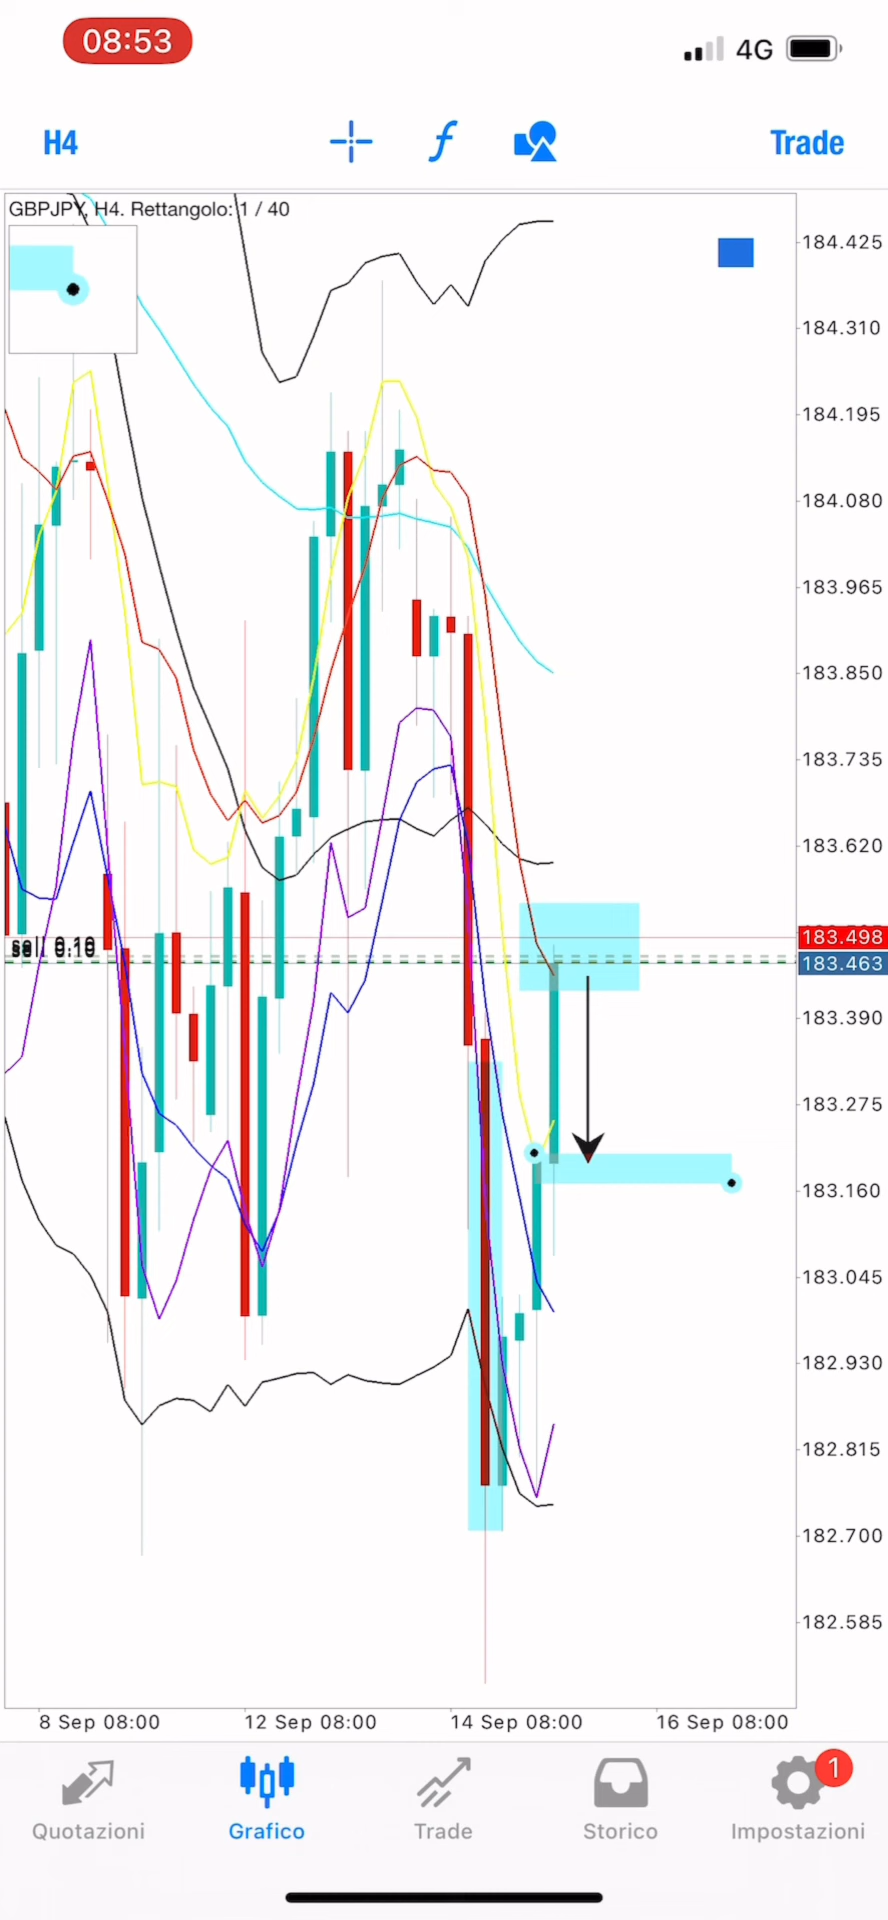 08:53
4G
H4
f
Trade
GBPJPY, H4. Rettangolo: 1 / 40
184.425
184.310
184.195
184.080
183.965
183.850
183.735
183.620
183.498
sell 0.10
183.463
183.390
183.275
183.160
183.045
182.930
182.815
182.700
182.585
8 Sep 08:00
12 Sep 08:00
14 Sep 08:00
16 Sep 08:00
1
Quotazioni
Grafico
Trade
Storico
Impostazioni